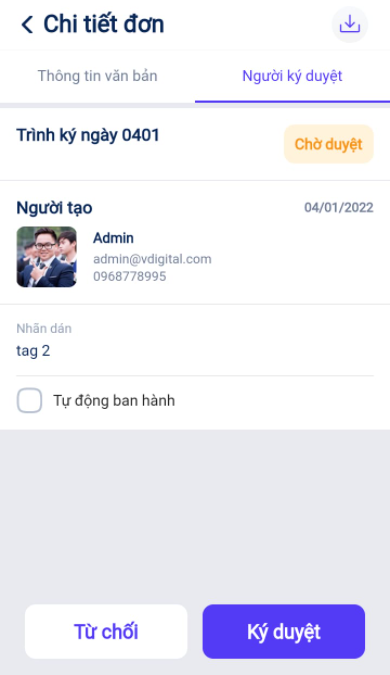 Chi tiết đơn
Thông tin văn bản
Người ký duyệt
Trình ký ngày 0401
Chờ duyệt
Người tạo
04/01/2022
Admin
admin@vdigital.com
0968778995
Nhãn dán
tag 2
Tự động ban hành
Từ chối
Ký duyệt